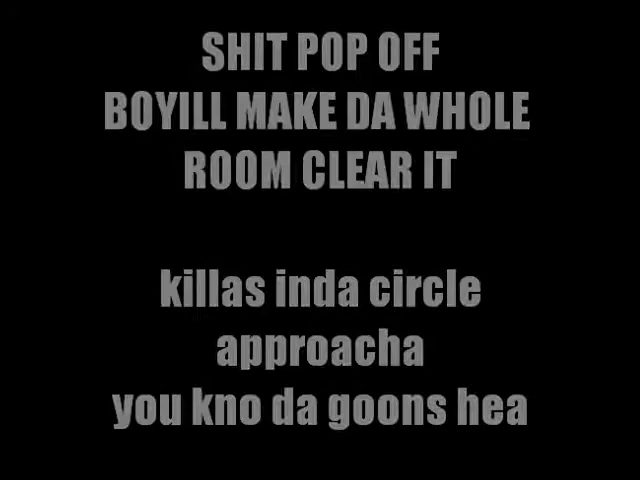 SHIT POP OFF
BOYILL MAKE DA WHOLE
ROOM CLEAR IT
killas inda circle
approacha
you kno da goons hea